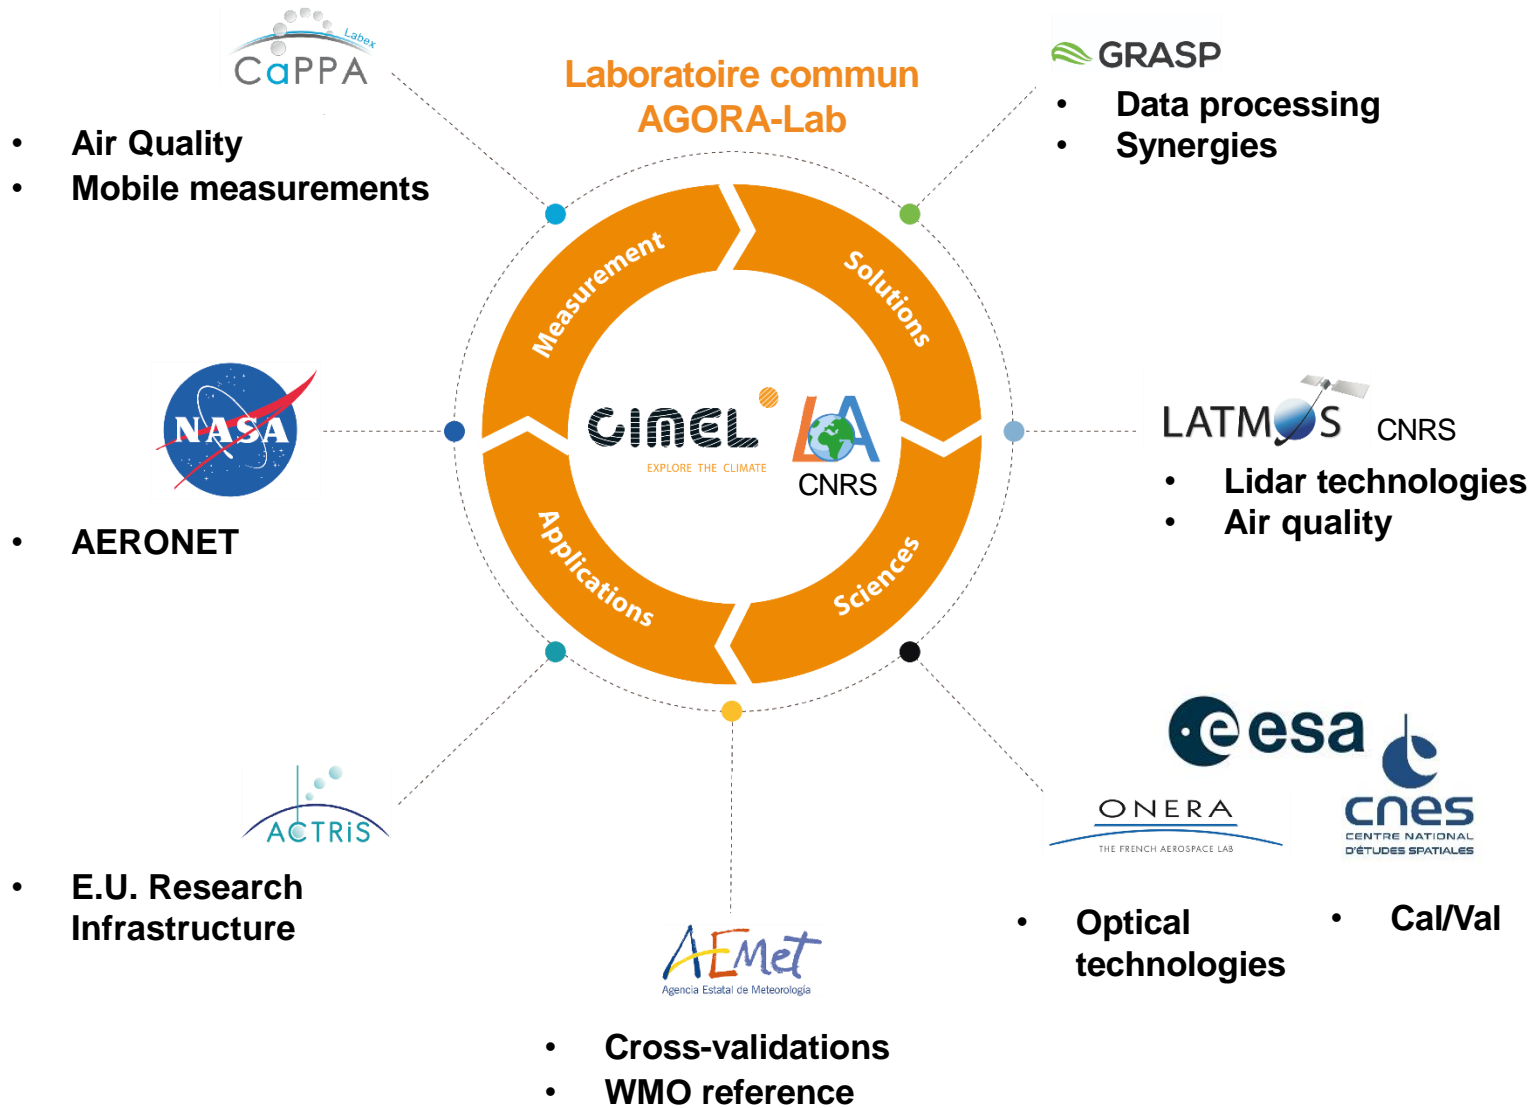 Labex
CaPPA
• Air Quality
• Mobile measurements
Laboratoire commun
AGORA-Lab
GRASP
• Data processing
• Synergies
Measurement
Solutions
Sciences
Applications
CIMEL
EXPLORE THE CLIMATE
LOA
CNRS
NASA
• AERONET
LATMOS CNRS
• Lidar technologies
• Air quality
ACTRiS
• E.U. Research
Infrastructure
AEMet
Agencia Estatal de Meteorología
• Cross-validations
• WMO reference
esa
ONERA
THE FRENCH AEROSPACE LAB
cnes
CENTRE NATIONAL
D'ÉTUDES SPATIALES
• Optical
technologies
• Cal/Val